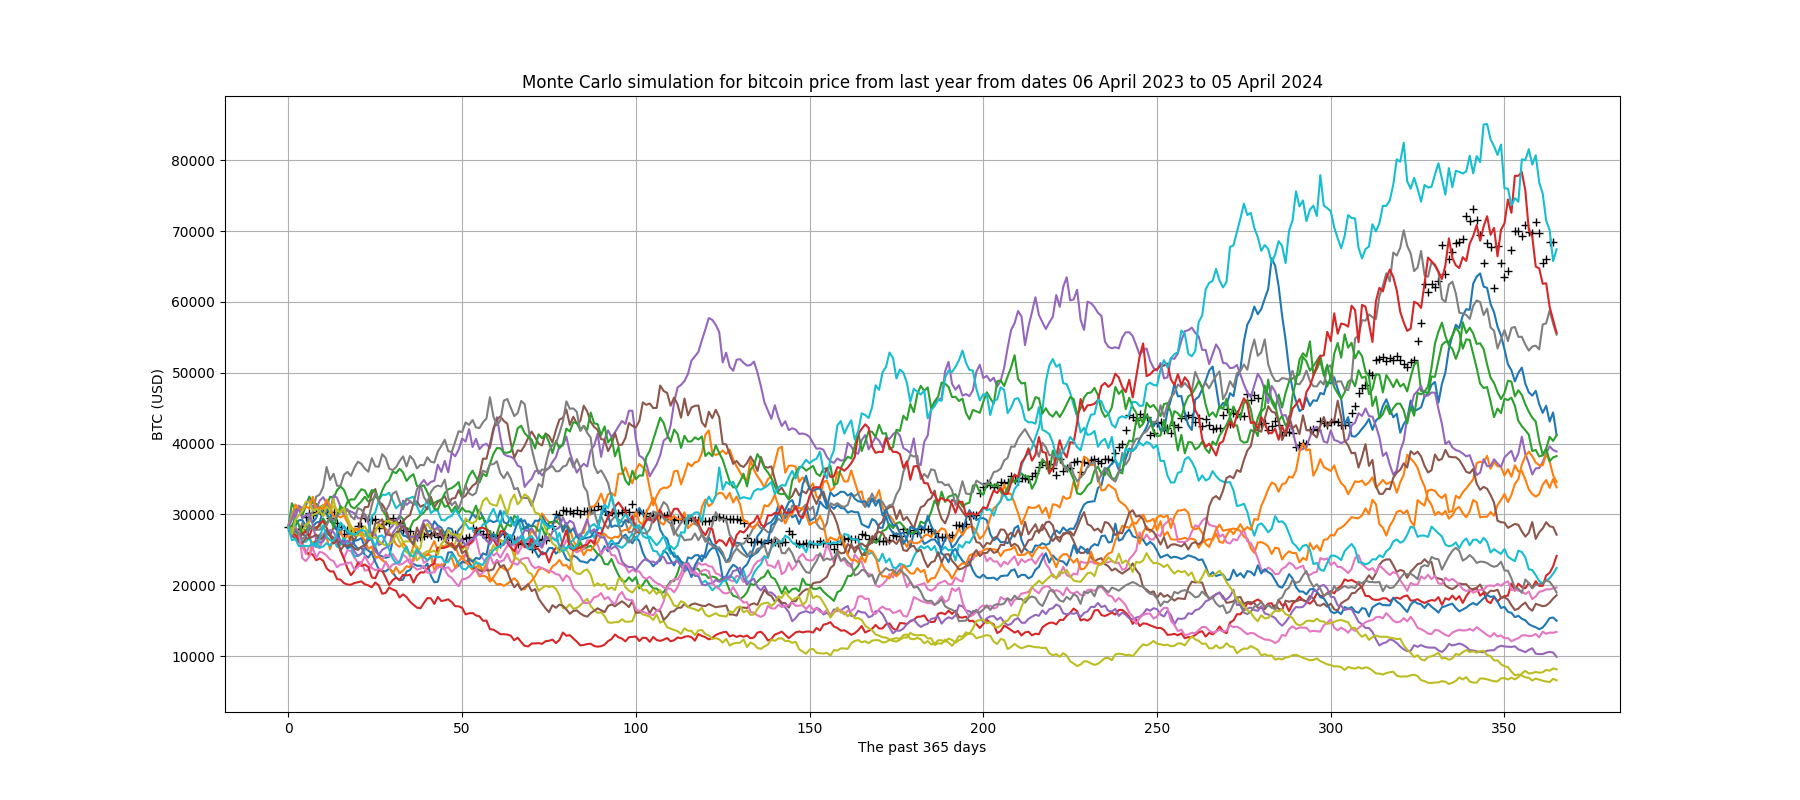 Monte Carlo simulation for bitcoin price from last year from dates 06 April 2023 to 05 April 2024
80000
70000
60000
50000
40000
30000
20000
10000
BTC (USD)
0 50 100 150 200 250 300 350
The past 365 days